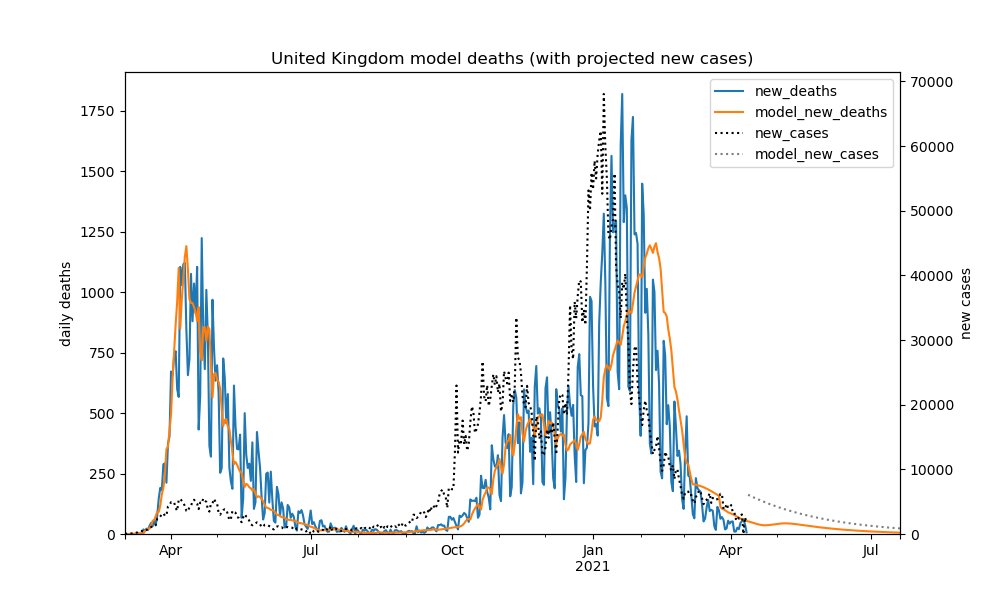 United Kingdom model deaths (with projected new cases)
new_deaths
model_new_deaths
new_cases
model_new_cases
daily deaths
1750
1500
1250
1000
750
500
250
0
70000
60000
50000
40000
30000
20000
10000
0
new cases
Apr Jul Oct Jan Apr Jul
2021